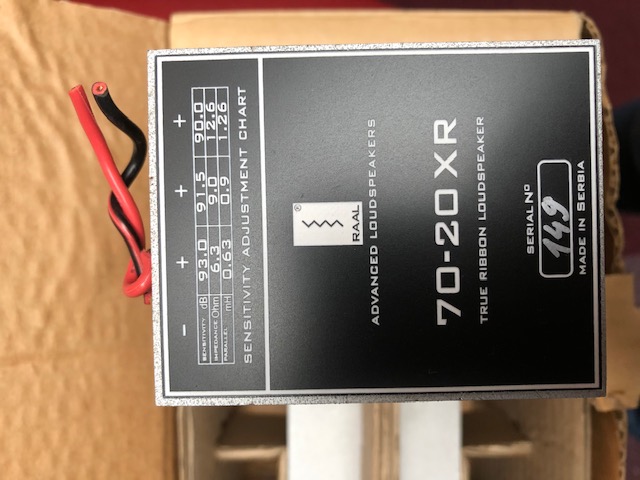 - + + +
SENSITIVITY dB 93.0 91.5 90.0
IMPEDANCE Ohm 6.3 9.0 12.6
PARALLEL mH 0.63 0.9 1.26
SENSITIVITY ADJUSTMENT CHART
®
RAAL
ADVANCED LOUDSPEAKERS
70-20XR
TRUE RIBBON LOUDSPEAKER
SERIAL Nº
149
MADE IN SERBIA